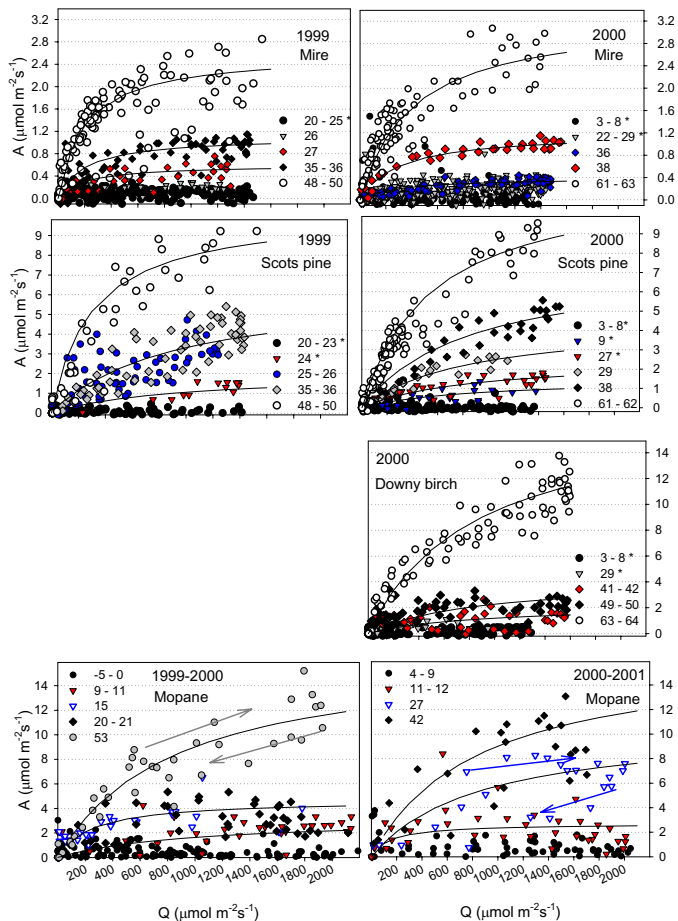 3.2
2.8
2.4
2.0
1.6
1.2
0.8
0.4
0.0
A (μmol m-2s-1)
1999
Mire
20 - 25 *
26
27
35 - 36
48 - 50
2000
Mire
3 - 8 *
22 - 29 *
36
38
61 - 63
3.2
2.8
2.4
2.0
1.6
1.2
0.8
0.4
0.0
9
8
7
6
5
4
3
2
1
0
A (μmol m-2s-1)
1999
Scots pine
20 - 23 *
24 *
25 - 26
35 - 36
48 - 50
2000
Scots pine
3 - 8*
9 *
27 *
29
38
61 - 62
9
8
7
6
5
4
3
2
1
0
2000
Downy birch
3 - 8 *
29 *
41 - 42
49 - 50
63 - 64
14
12
10
8
6
4
2
0
14
12
10
8
6
4
2
0
A (μmol m-2s-1)
-5 - 0
9 - 11
15
20 - 21
53
1999-2000
Mopane
4 - 9
11 - 12
27
42
2000-2001
Mopane
14
12
10
8
6
4
2
0
200 400 600 800 1000 1200 1400 1600 1800 2000
200 400 600 800 1000 1200 1400 1600 1800 2000
Q (μmol m-2s-1)
Q (μmol m-2s-1)